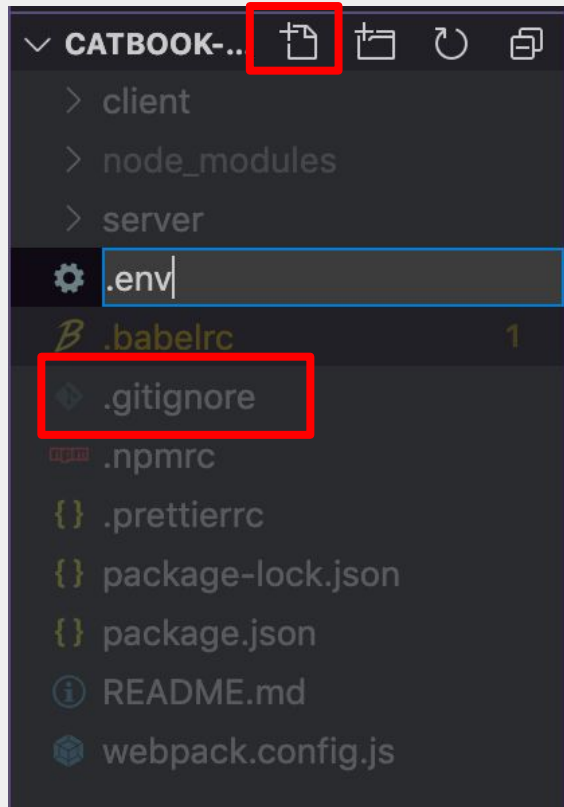 CATBOOK-...
client
node_modules
server
.env
.babelrc 1
.gitignore
npm .npmrc
{} .prettierrc
{} package-lock.json
{} package.json
README.md
webpack.config.js